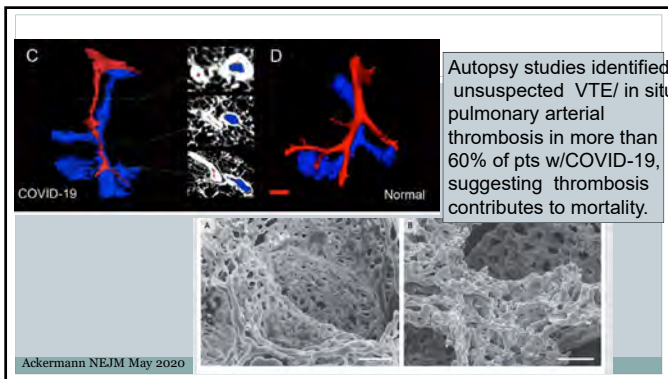 C
D
COVID-19
Normal
Autopsy studies identified
unsuspected VTE/ in situ
pulmonary arterial
thrombosis in more than
60% of pts w/COVID-19,
suggesting thrombosis
contributes to mortality.
A
B
Ackermann NEJM May 2020